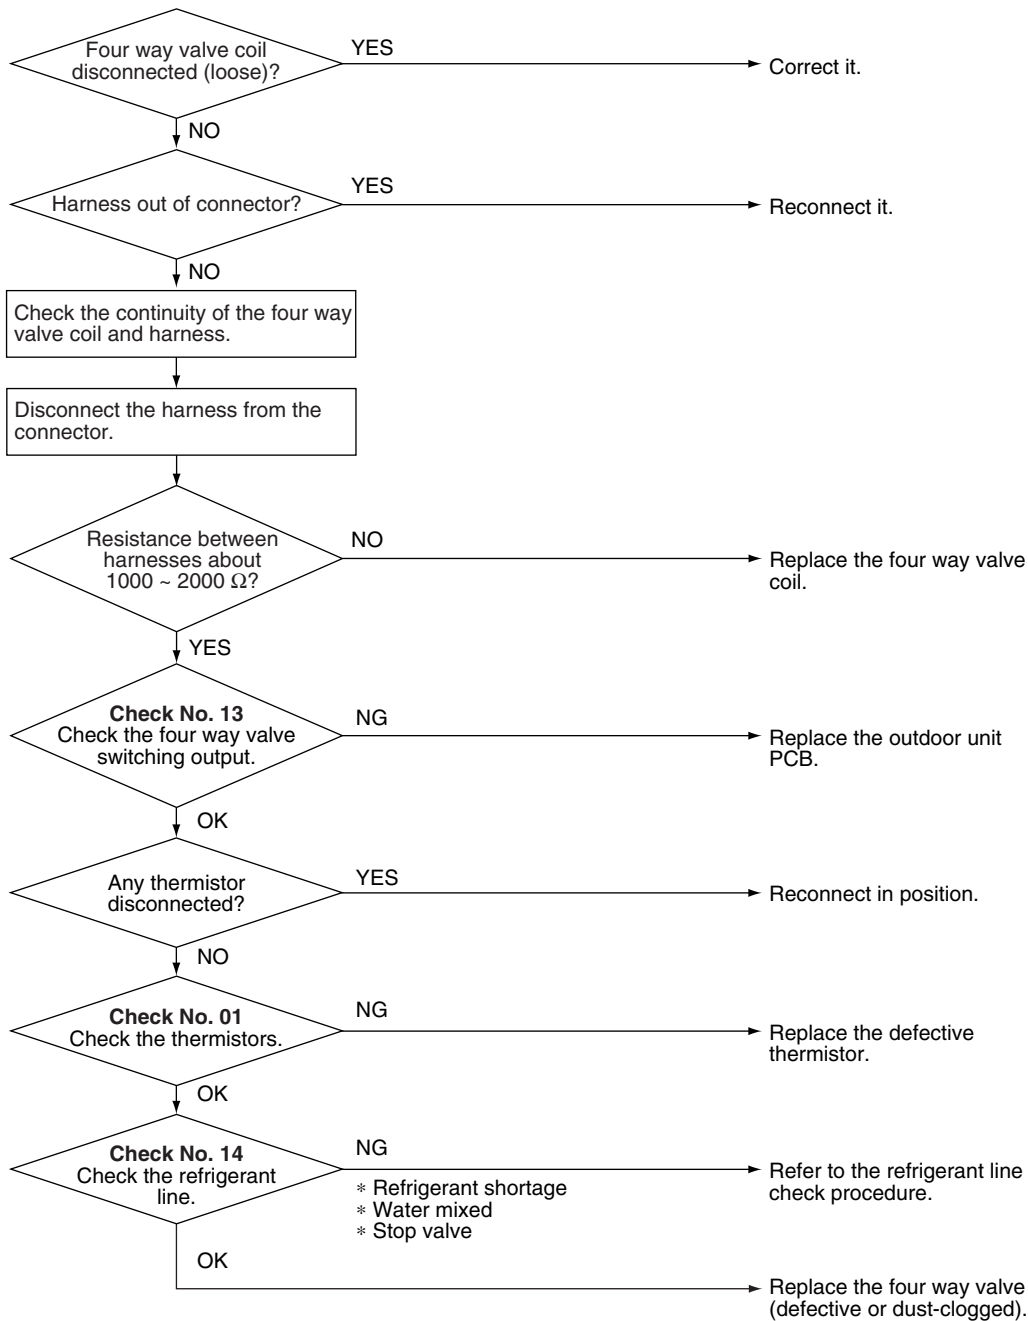 Four way valve coil
disconnected (loose)?
YES
Correct it.
NO
Harness out of connector?
YES
Reconnect it.
NO
Check the continuity of the four way
valve coil and harness.
Disconnect the harness from the
connector.
Resistance between
harnesses about
1000 ~ 2000 Ω?
NO
Replace the four way valve
coil.
YES
Check No. 13
Check the four way valve
switching output.
NG
Replace the outdoor unit
PCB.
OK
Any thermistor
disconnected?
YES
Reconnect in position.
NO
Check No. 01
Check the thermistors.
NG
Replace the defective
thermistor.
OK
Check No. 14
Check the refrigerant
line.
NG
∗ Refrigerant shortage
∗ Water mixed
∗ Stop valve
Refer to the refrigerant line
check procedure.
OK
Replace the four way valve
(defective or dust-clogged).